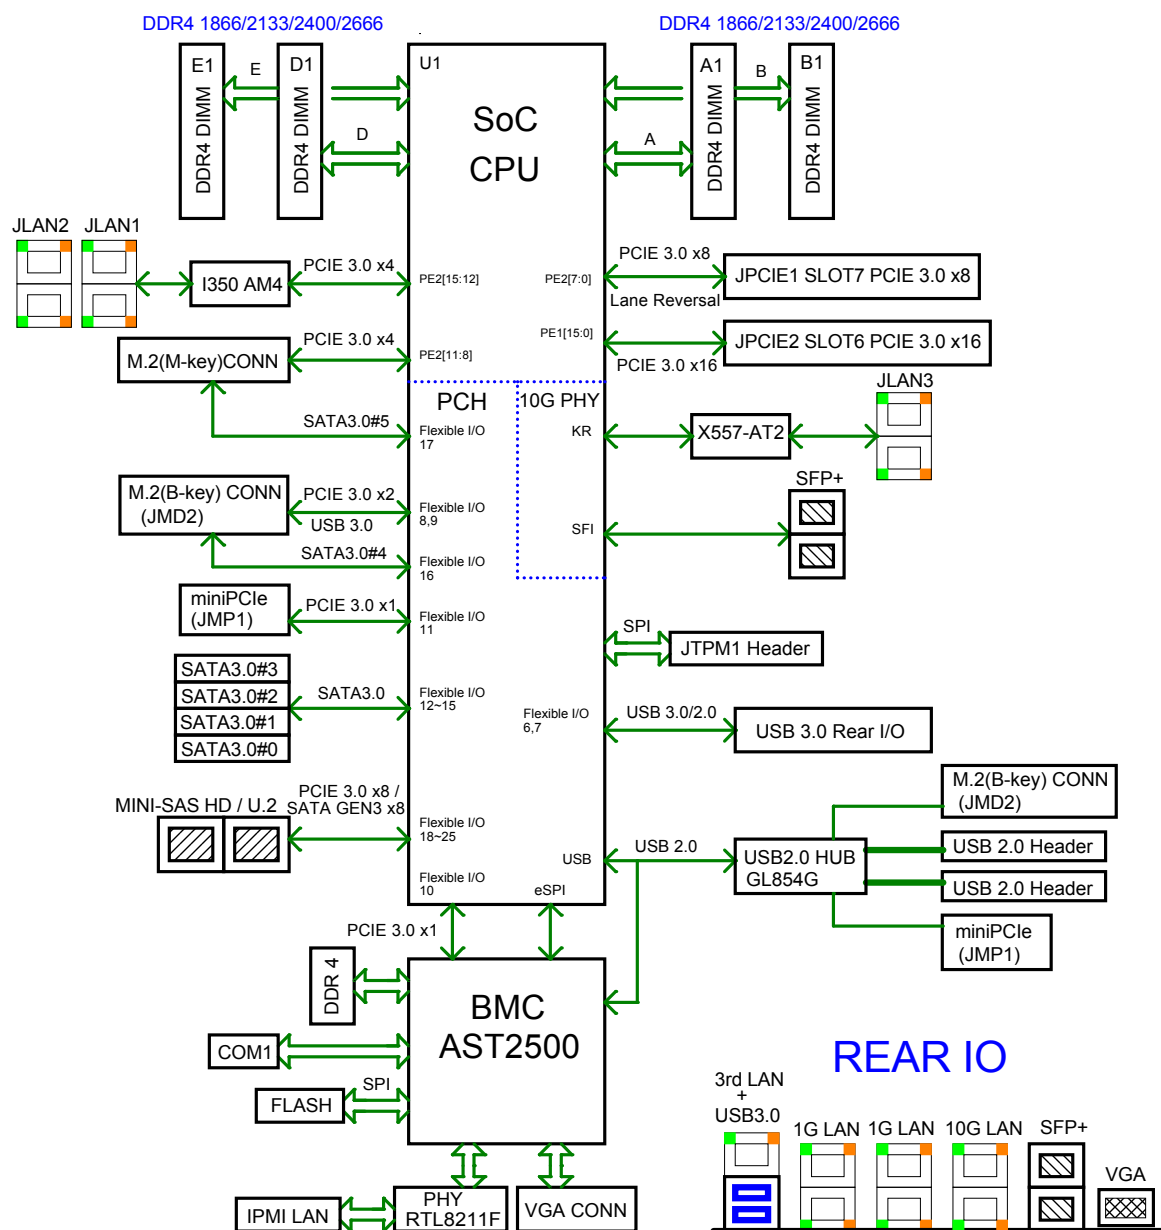 DDR4 1866/2133/2400/2666
DDR4 1866/2133/2400/2666
E1
DDR4 DIMM
E
D1
DDR4 DIMM
D
U1
SoC
CPU
A1
DDR4 DIMM
A
B
B1
DDR4 DIMM
JLAN2
JLAN1
I350 AM4
PCIE 3.0 x4
PE2[15:12]
PE2[7:0]
PCIE 3.0 x8
Lane Reversal
JPCIE1 SLOT7 PCIE 3.0 x8
M.2(M-key)CONN
PCIE 3.0 x4
PE2[11:8]
PE1[15:0]
PCIE 3.0 x16
JPCIE2 SLOT6 PCIE 3.0 x16
SATA3.0#5
PCH
Flexible I/O
17
10G PHY
KR
X557-AT2
JLAN3
M.2(B-key) CONN
(JMD2)
PCIE 3.0 x2
USB 3.0
Flexible I/O
8,9
SFI
SFP+
SATA3.0#4
Flexible I/O
16
miniPCIe
(JMP1)
PCIE 3.0 x1
Flexible I/O
11
SPI
JTPM1 Header
SATA3.0#3
SATA3.0#2
SATA3.0#1
SATA3.0#0
SATA3.0
Flexible I/O
12~15
Flexible I/O
6,7
USB 3.0/2.0
USB 3.0 Rear I/O
MINI-SAS HD / U.2
PCIE 3.0 x8 /
SATA GEN3 x8
Flexible I/O
18~25
USB
USB 2.0
USB2.0 HUB
GL854G
M.2(B-key) CONN
(JMD2)
USB 2.0 Header
USB 2.0 Header
miniPCIe
(JMP1)
Flexible I/O
10
eSPI
PCIE 3.0 x1
DDR 4
BMC
AST2500
COM1
FLASH
SPI
IPMI LAN
PHY
RTL8211F
VGA CONN
REAR IO
3rd LAN
+
USB3.0
1G LAN
1G LAN
10G LAN
SFP+
VGA